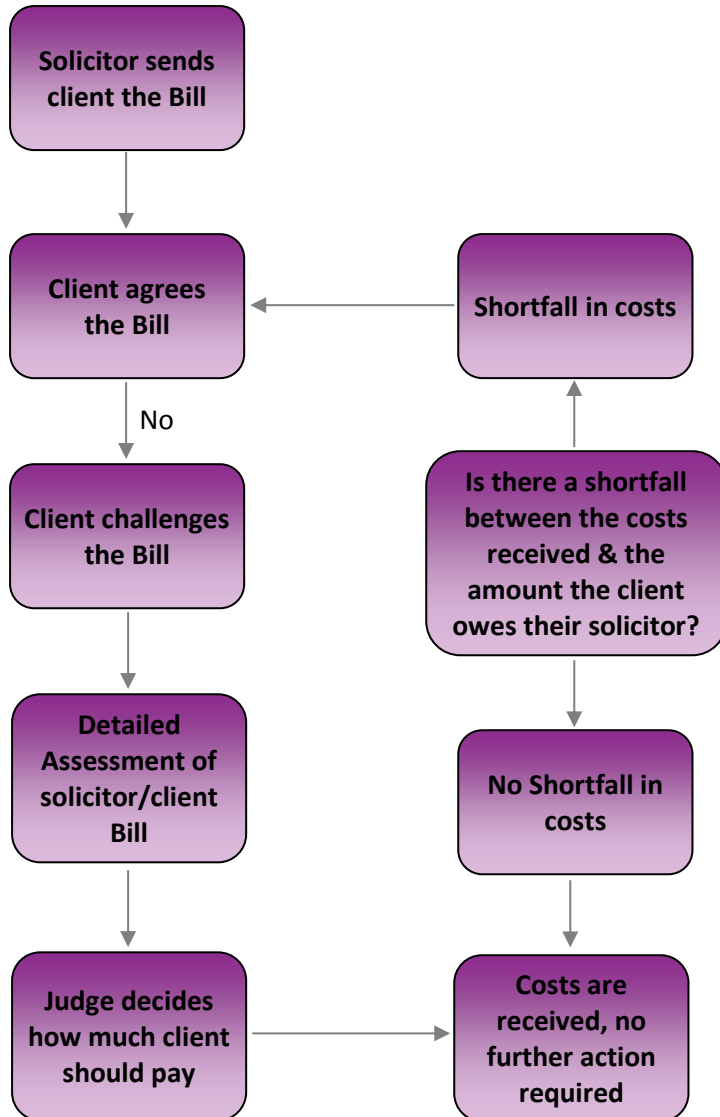 Solicitor sends
client the Bill
Client agrees
the Bill
Shortfall in costs
No
Client challenges
the Bill
Is there a shortfall
between the costs
received & the
amount the client
owes their solicitor?
Detailed
Assessment of
solicitor/client
Bill
No Shortfall in
costs
Judge decides
how much client
should pay
Costs are
received, no
further action
required